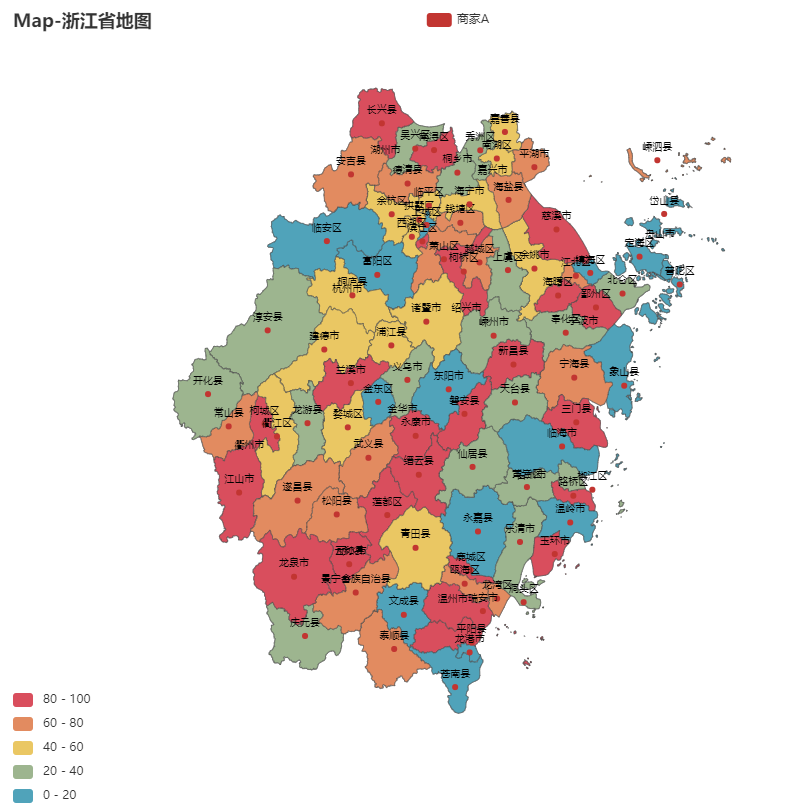 Map-浙江省地图
商家A
长兴县
吴兴区
南浔区
湖州市
安吉县
德清县
嘉善县
秀洲区
南湖区
平湖市
桐乡市
嘉兴市
嵊泗县
海盐县
海宁市
临平区
余杭区
钱塘区
西湖区
滨江区
岱山县
舟山市
定海区
普陀区
慈溪市
临安区
萧山区
越城区
柯桥区
上虞区
余姚市
江北区
镇海区
富阳区
桐庐县
杭州市
北仑区
海曙区
鄞州区
宁波市
奉化区
淳安县
诸暨市
绍兴市
嵊州市
建德市
浦江县
新昌县
宁海县
象山县
兰溪市
义乌市
东阳市
开化县
金东区
磐安县
天台县
常山县
柯城区
龙游县
婺城区
金华市
三门县
衢江区
永康市
临海市
衢州市
武义县
仙居县
缙云县
江山市
遂昌县
黄岩区
椒江区
路桥区
松阳县
莲都区
温岭市
永嘉县
青田县
乐清市
玉环市
龙泉市
云和县
鹿城区
瓯海区
景宁畲族自治县
龙湾区
洞头区
文成县
温州市
瑞安市
庆元县
泰顺县
平阳县
龙港市
苍南县
80 - 100
60 - 80
40 - 60
20 - 40
0 - 20